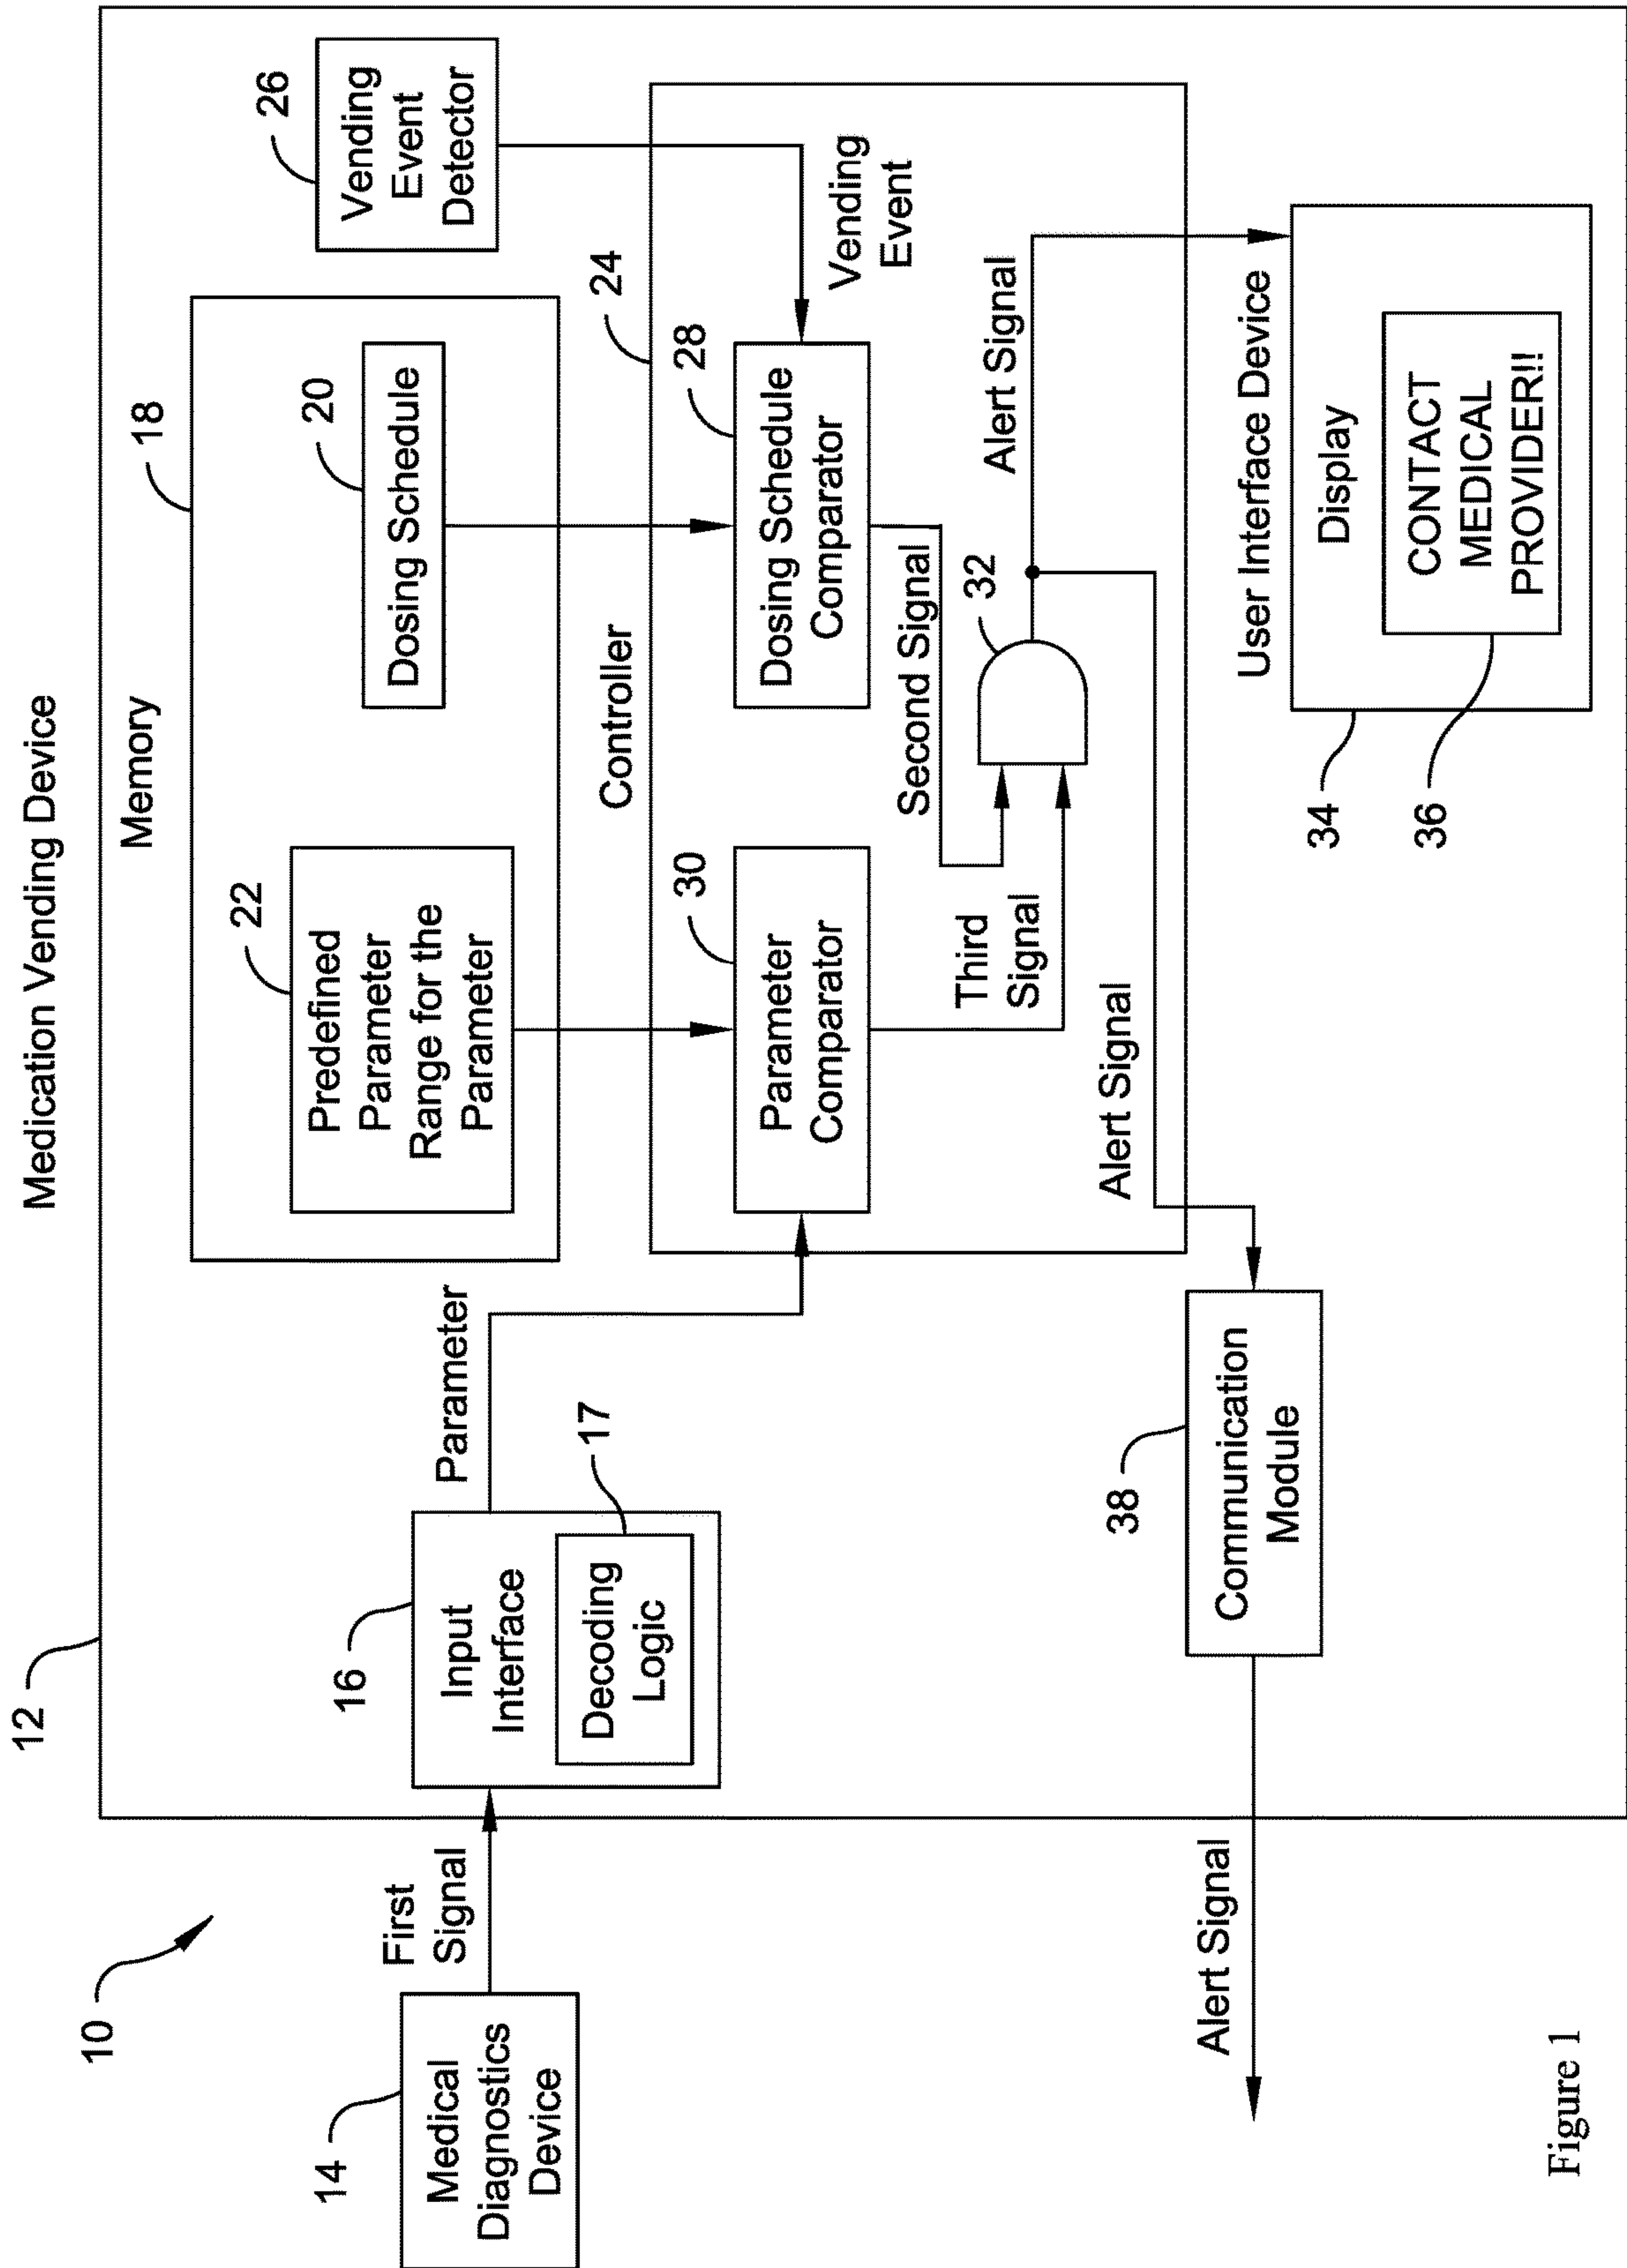 Medication Vending Device
10
12
Memory
18
14
Medical
Diagnostics
Device
First
Signal
16
Input
Interface
Decoding
Logic
17
Parameter
22
Predefined
Parameter
Range for the
Parameter
20
Dosing Schedule
26
Vending
Event
Detector
Controller
24
30
Parameter
Comparator
28
Dosing Schedule
Comparator
Vending
Event
Third
Signal
Second Signal
32
Alert Signal
Alert Signal
38
Communication
Module
Alert Signal
User Interface Device
34
Display
36
CONTACT
MEDICAL
PROVIDER!!
Figure 1